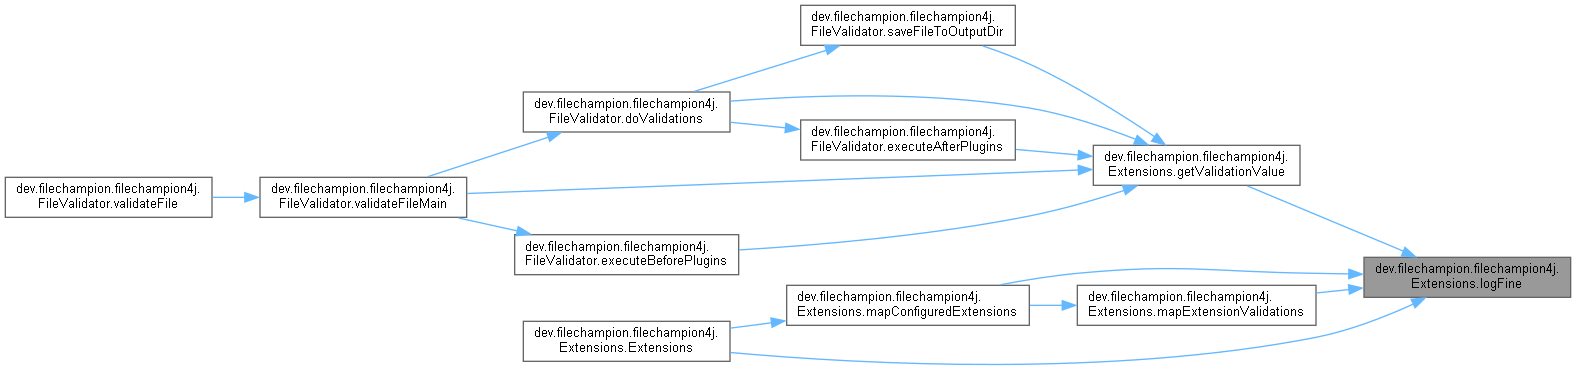 dev.filechampion.filechampion4j.
FileValidator.saveFileToOutputDir
dev.filechampion.filechampion4j.
FileValidator.doValidations
dev.filechampion.filechampion4j.
FileValidator.executeAfterPlugins
dev.filechampion.filechampion4j.
Extensions.getValidationValue
dev.filechampion.filechampion4j.
FileValidator.validateFile
dev.filechampion.filechampion4j.
FileValidator.validateFileMain
dev.filechampion.filechampion4j.
FileValidator.executeBeforePlugins
dev.filechampion.filechampion4j.
Extensions.logFine
dev.filechampion.filechampion4j.
Extensions.mapConfiguredExtensions
dev.filechampion.filechampion4j.
Extensions.mapExtensionValidations
dev.filechampion.filechampion4j.
Extensions.Extensions